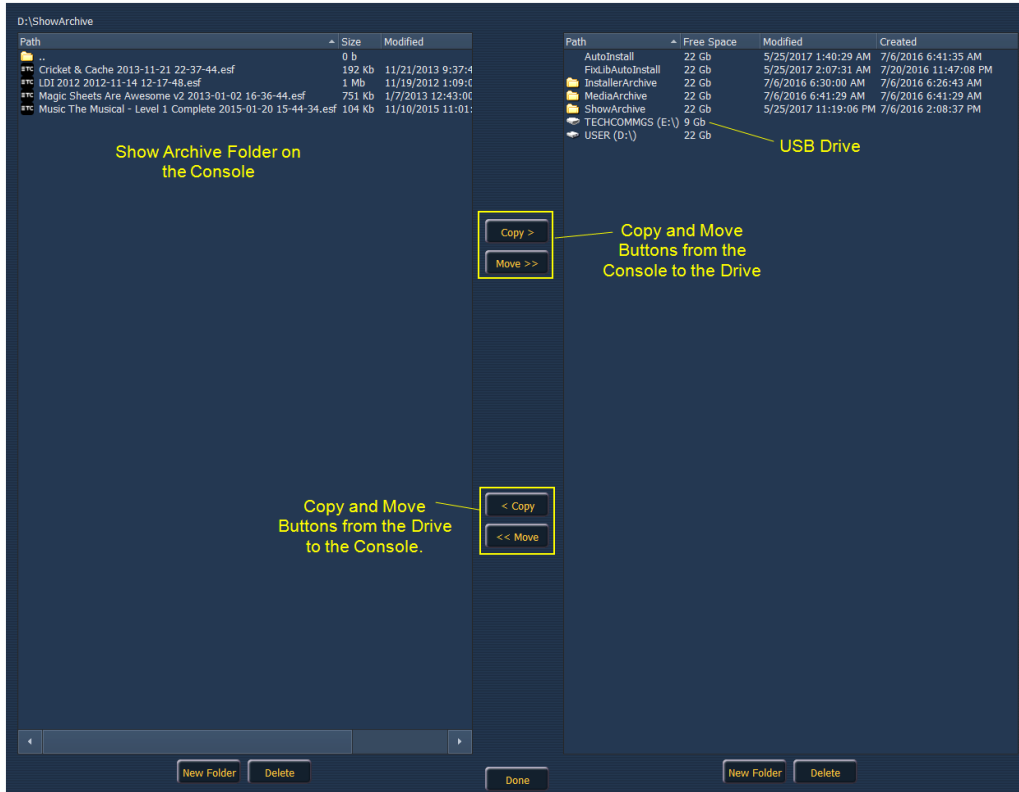 D:\ShowArchive
Path Size Modified
.. 0 b
ETC Cricket & Cache 2013-11-21 22-37-44.esf 192 Kb 11/21/2013 9:37:4
ETC LDI 2012 2012-11-14 12-17-48.esf 1 Mb 11/19/2012 1:09:0
ETC Magic Sheets Are Awesome v2 2013-01-02 16-36-44.esf 751 Kb 1/7/2013 12:43:00
ETC Music The Musical - Level 1 Complete 2015-01-20 15-44-34.esf 104 Kb 11/10/2015 11:01:
Show Archive Folder on
the Console
Path Free Space Modified Created
AutoInstall 22 Gb 5/25/2017 1:40:29 AM 7/6/2016 6:41:35 AM
FixLibAutoInstall 22 Gb 5/25/2017 2:07:31 AM 7/20/2016 11:47:08 PM
InstallerArchive 22 Gb 7/6/2016 6:30:00 AM 7/6/2016 6:26:43 AM
MediaArchive 22 Gb 7/6/2016 6:41:29 AM 7/6/2016 6:41:29 AM
ShowArchive 22 Gb 5/25/2017 11:19:06 PM 7/6/2016 2:08:37 PM
TECHCOMMGS (E:\) 9 Gb
USER (D:\) 22 Gb
USB Drive
Copy >
Move >>
Copy and Move
Buttons from the
Console to the Drive
Copy and Move
Buttons from the Drive
to the Console.
< Copy
<< Move
New Folder Delete
Done
New Folder Delete